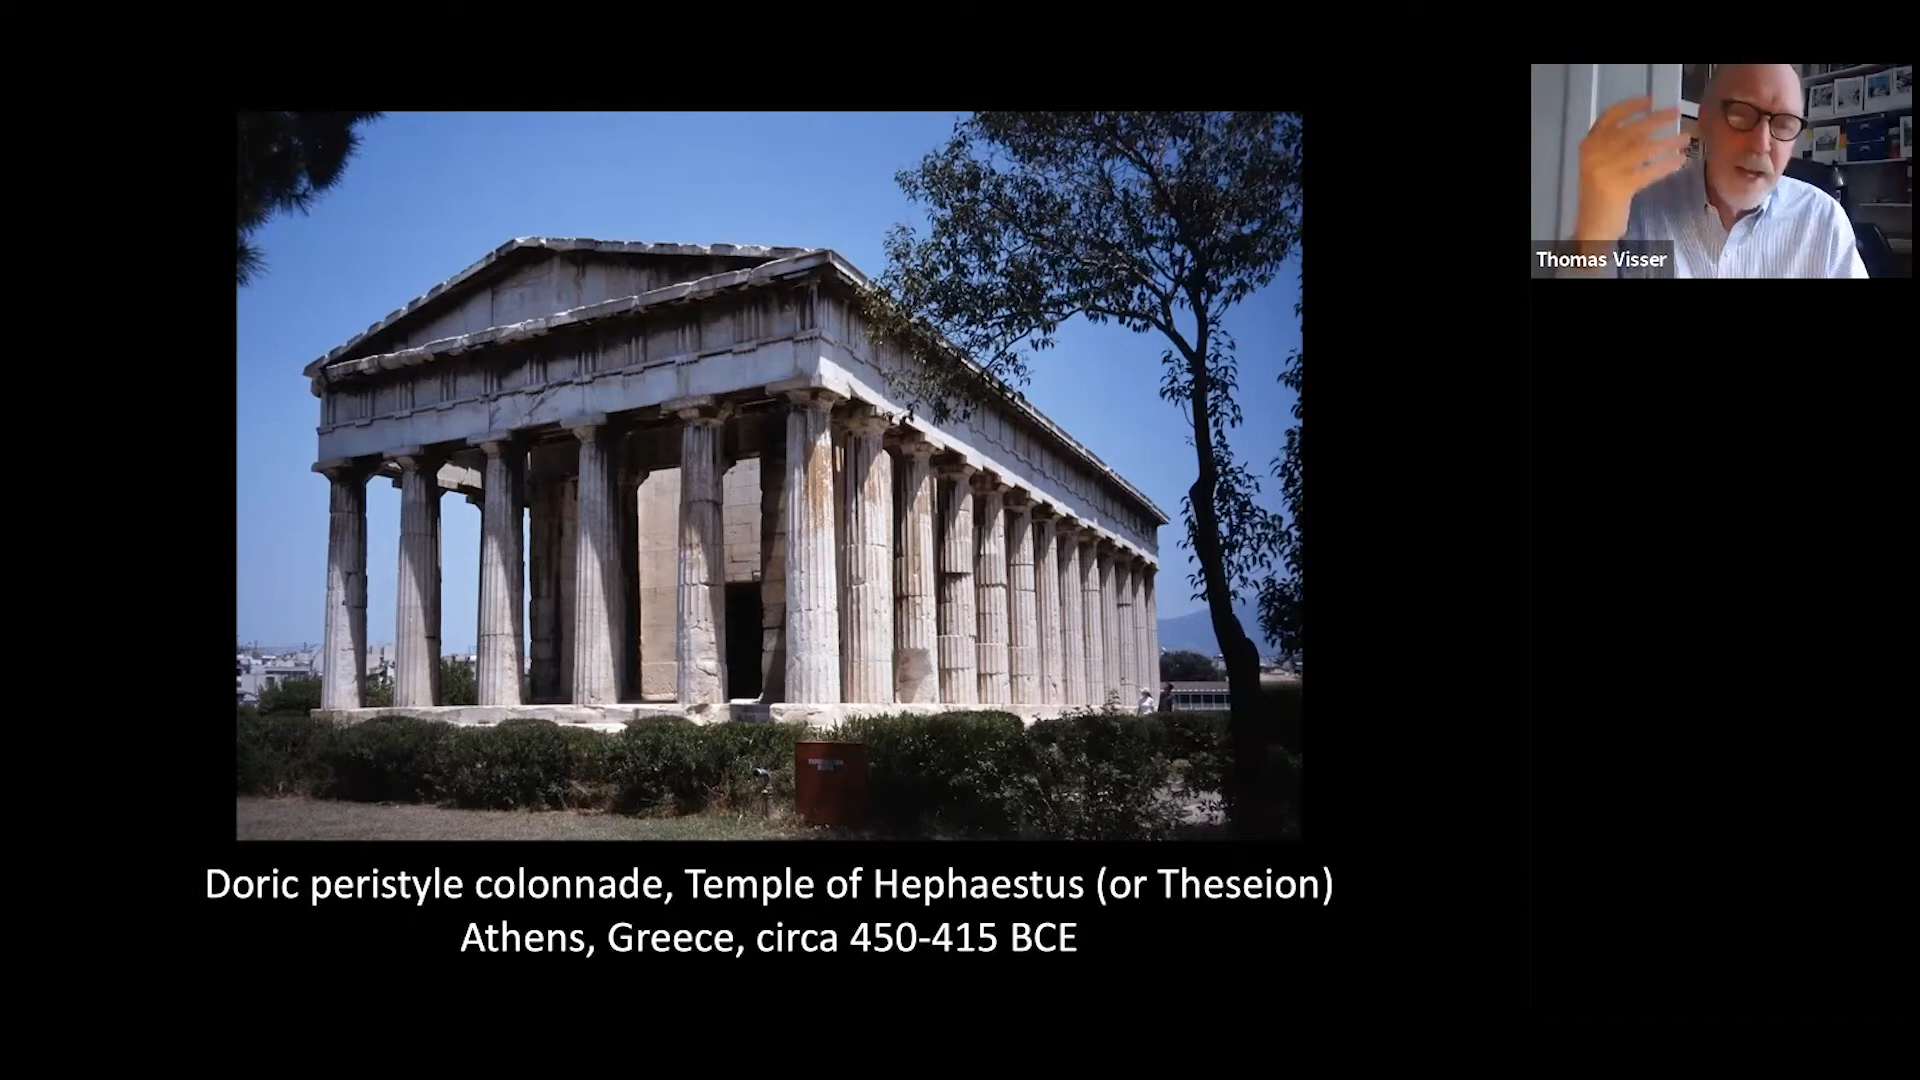 Thomas Visser
Doric peristyle colonnade, Temple of Hephaestus (or Theseion)
Athens, Greece, circa 450-415 BCE